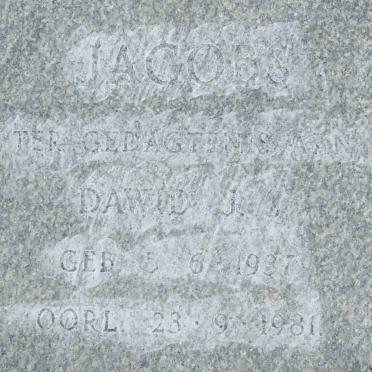 JACOBS
TER GEDAGTENIS AAN
DAWID J.
GEB. 5 · 6 · 1937
OORL. 23 · 9 · 1981